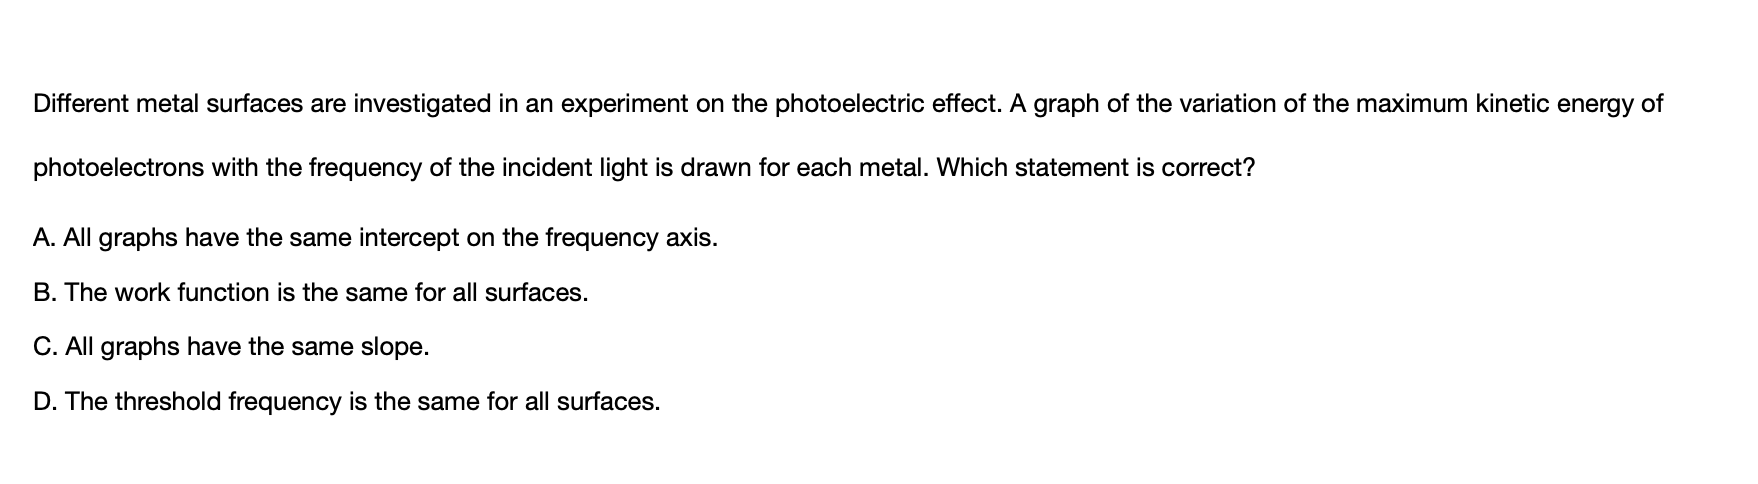 Different metal surfaces are investigated in an experiment on the photoelectric effect. A graph of the variation of the maximum kinetic energy of
photoelectrons with the frequency of the incident light is drawn for each metal. Which statement is correct?
A. All graphs have the same intercept on the frequency axis.
B. The work function is the same for all surfaces.
C. All graphs have the same slope.
D. The threshold frequency is the same for all surfaces.